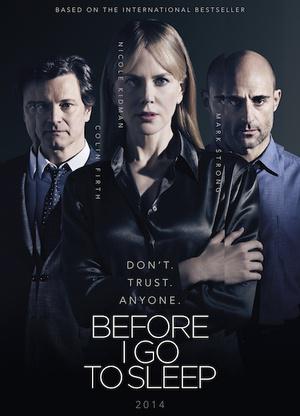 BASED ON THE INTERNATIONAL BESTSELLER
COLIN FIRTH
NICOLE KIDMAN
MARK STRONG
DON'T.
TRUST.
ANYONE.
BEFORE
I GO
TO SLEEP
2014